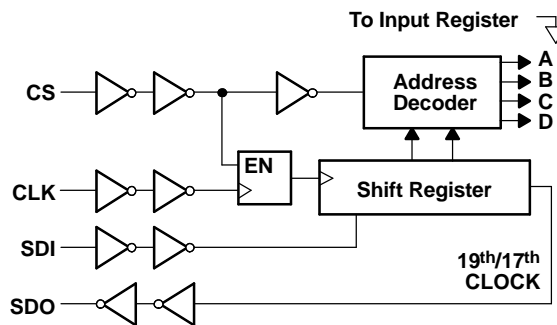 To Input Register
CS
Address
Decoder
A
B
C
D
EN
CLK
Shift Register
SDI
19th/17th
CLOCK
SDO